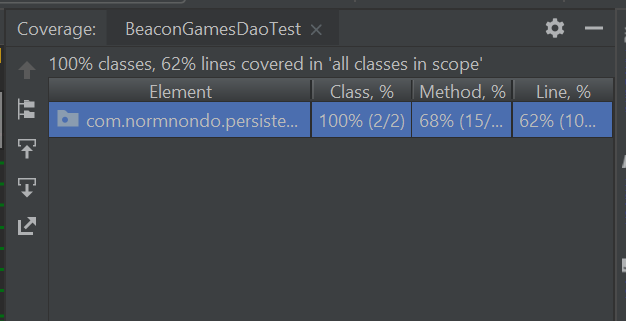 Coverage: BeaconGamesDaoTest ×
100% classes, 62% lines covered in 'all classes in scope'
Element Class, % Method, % Line, %
com.normnondo.persiste... 100% (2/2) 68% (15/... 62% (10...